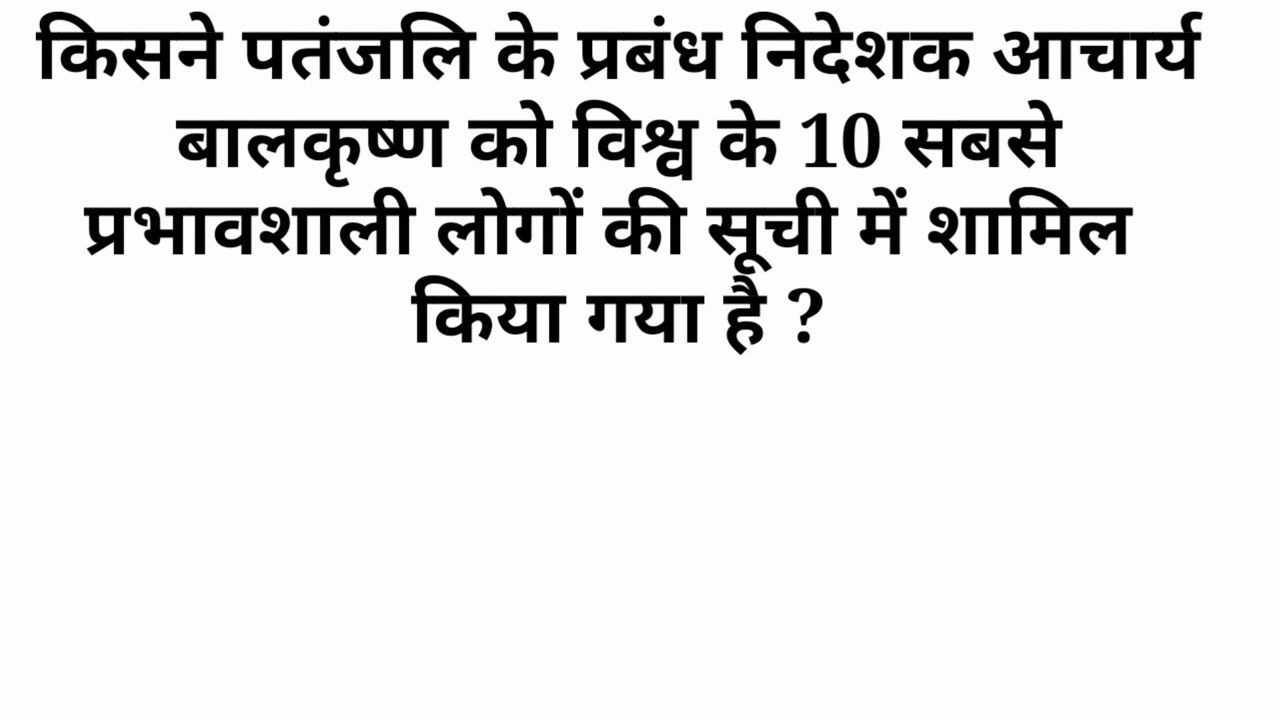 किसने पतंजलि के प्रबंध निदेशक आचार्य
बालकृष्ण को विश्व के 10 सबसे
प्रभावशाली लोगों की सूची में शामिल
किया गया है ?